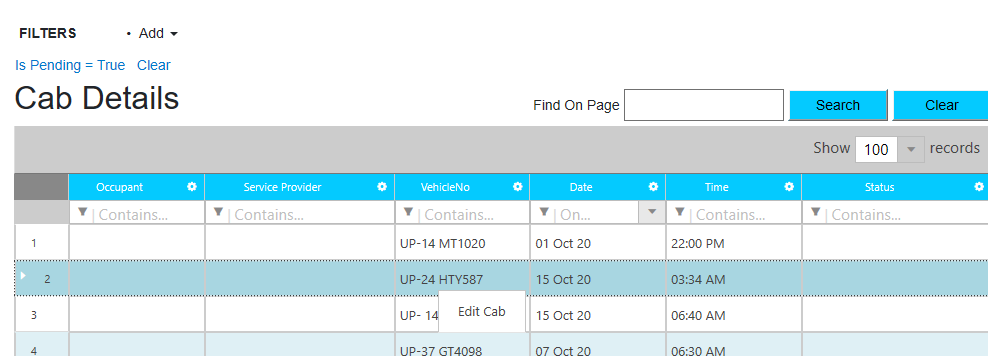 FILTERS • Add
Is Pending = True Clear
Cab Details
Find On Page Search Clear
Show 100 records
Occupant Service Provider VehicleNo Date Time Status
Contains... Contains... Contains... On... Contains... Contains...
1 UP-14 MT1020 01 Oct 20 22:00 PM
2 UP-24 HTY587 15 Oct 20 03:34 AM
Edit Cab
3 UP- 14 15 Oct 20 06:40 AM
4 UP-37 GT4098 07 Oct 20 06:30 AM